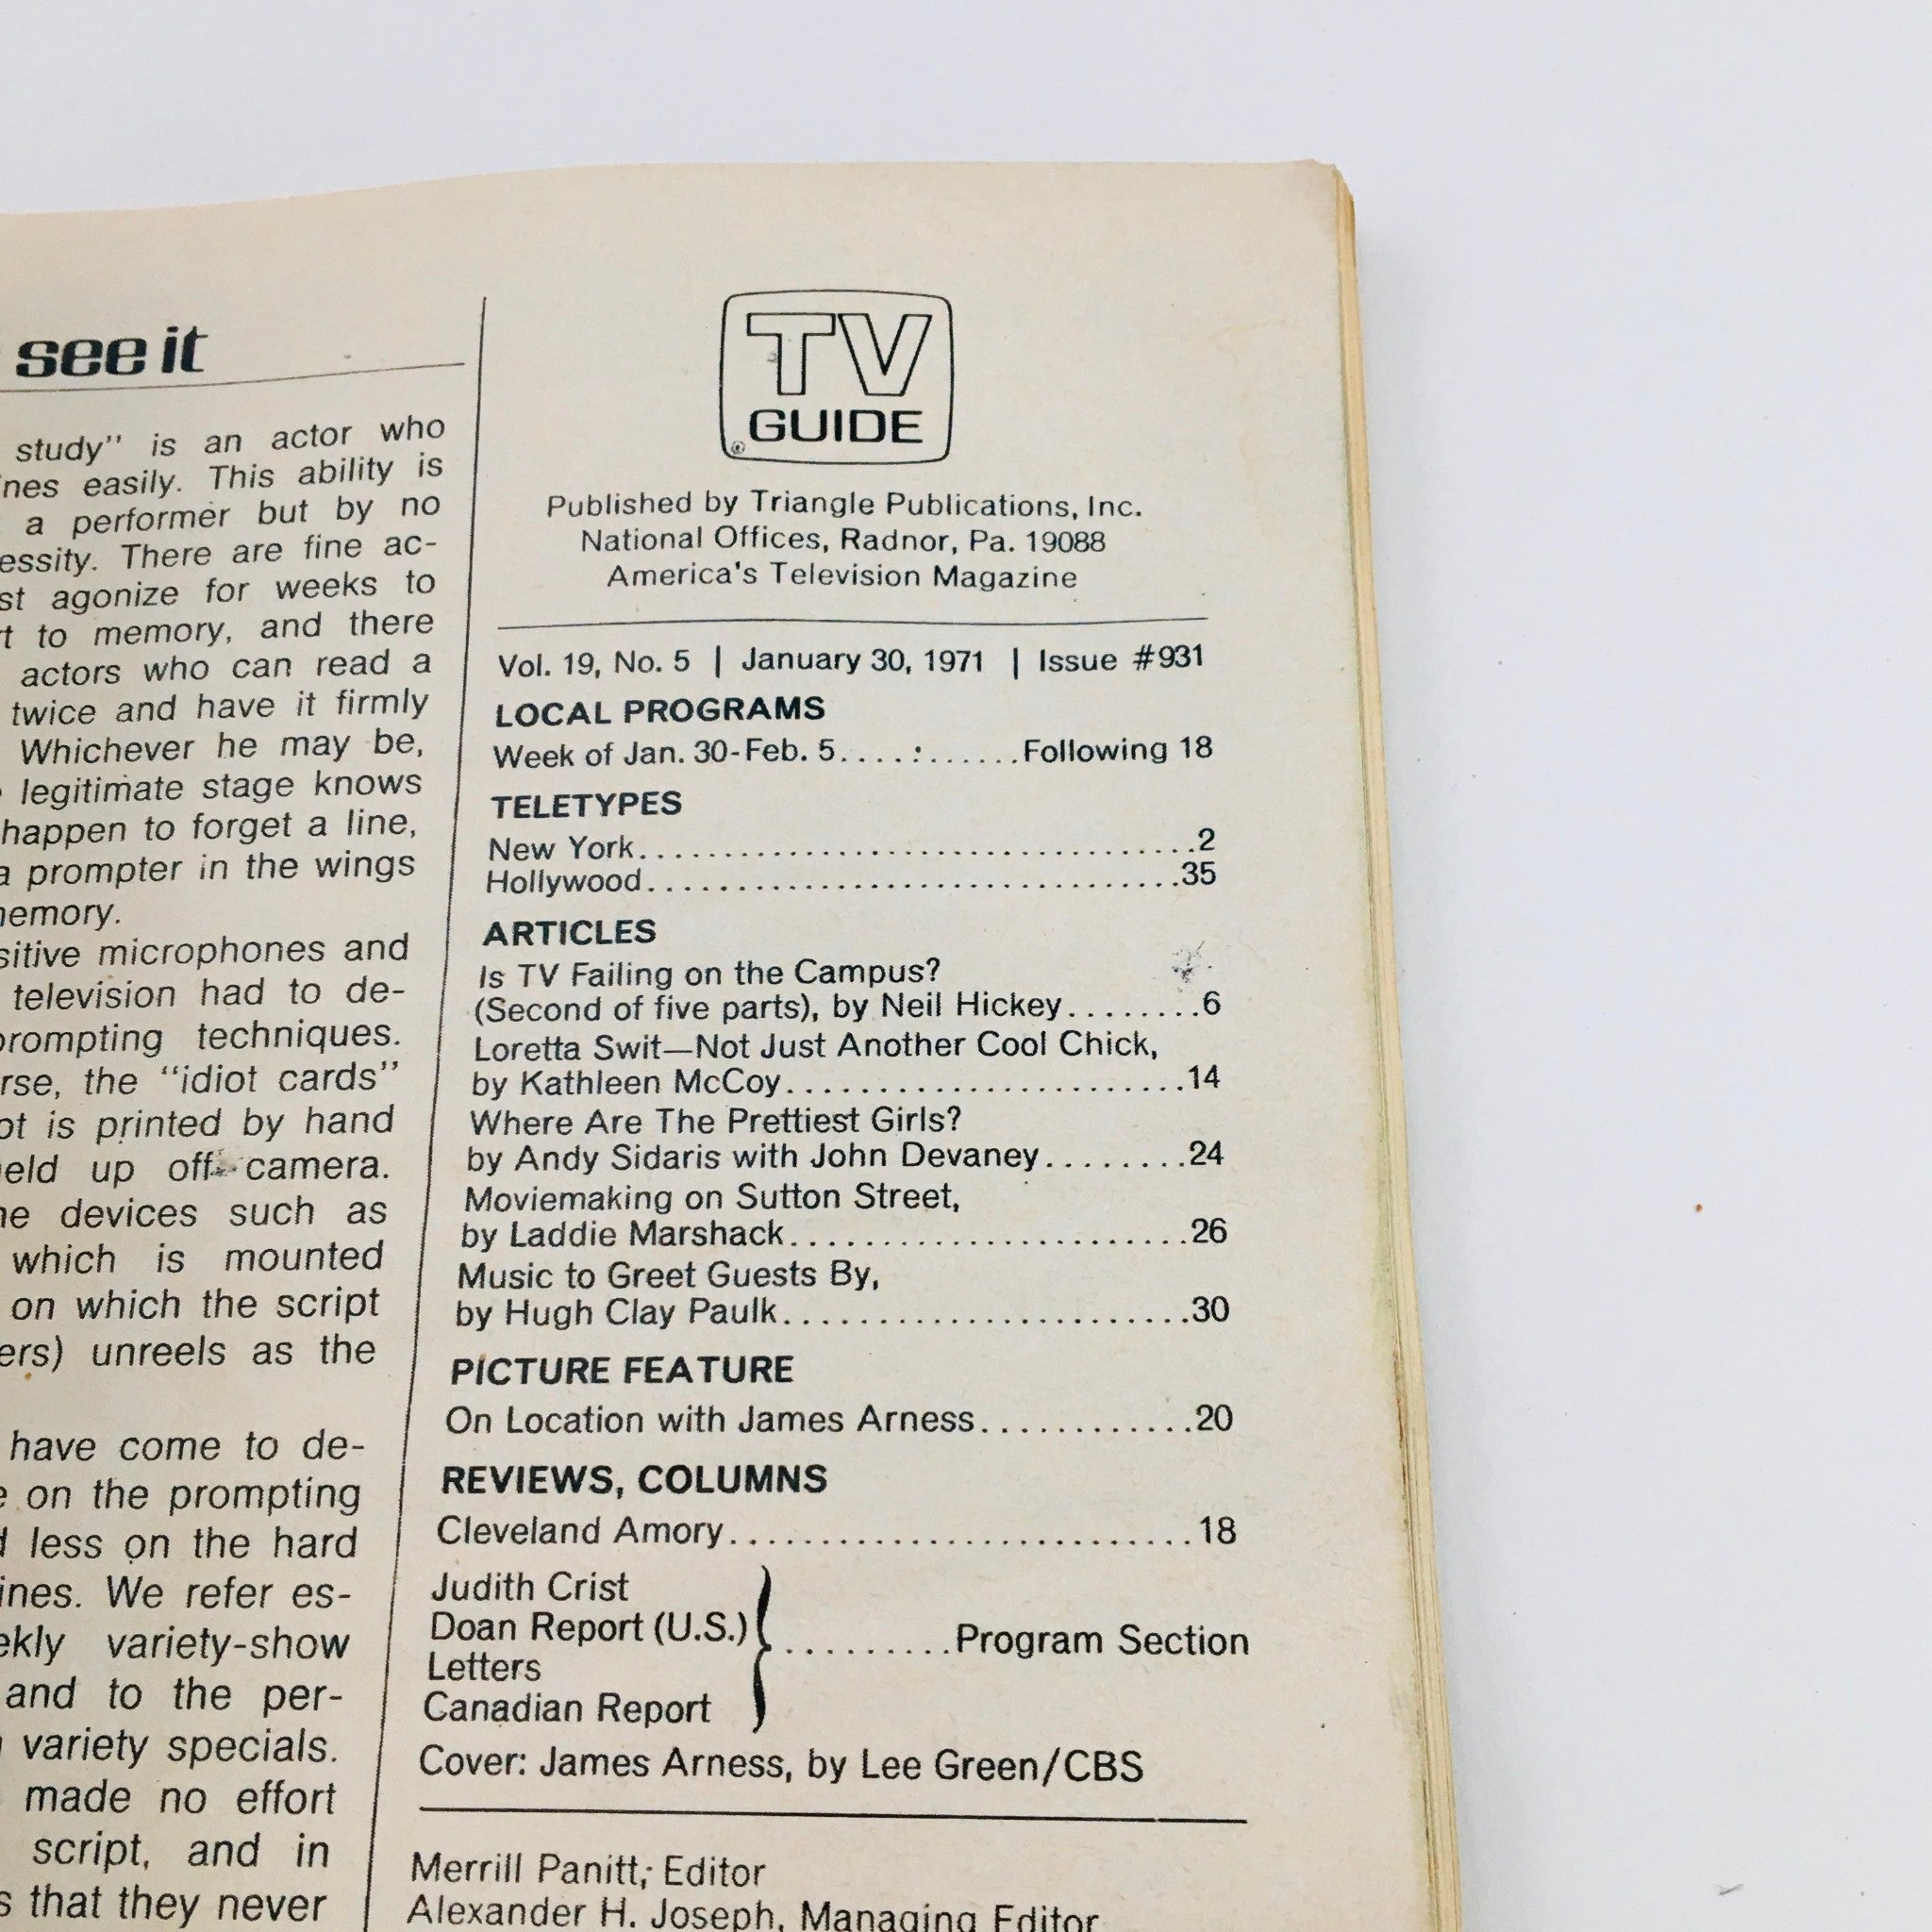 see it
study" is an actor who
easily. This ability is
a performer but by no
There are fine ac-
agonize for weeks to
to memory, and there
actors who can read a
twice and have it firmly
Whichever he may be,
legitimate stage knows
happen to forget a line,
a prompter in the wings
microphones and
television had to de-
prompting techniques.
the "idiot cards"
is printed by hand
up off camera.
devices such as
which is mounted
on which the script
unreels as the
have come to de-
on the prompting
less on the hard
We refer es-
variety-show
and to the per-
variety specials.
made no effort
script, and in
that they never
TV
GUIDE
®
Published by Triangle Publications, Inc.
National Offices, Radnor, Pa. 19088
America's Television Magazine
Vol. 19, No. 5 | January 30, 1971 | Issue #931
LOCAL PROGRAMS
Week of Jan. 30-Feb. 5....:......Following 18
TELETYPES
New York................................2
Hollywood...............................35
ARTICLES
Is TV Failing on the Campus?
(Second of five parts), by Neil Hickey........6
Loretta Swit—Not Just Another Cool Chick,
by Kathleen McCoy.......................14
Where Are The Prettiest Girls?
by Andy Sidaris with John Devaney........24
Moviemaking on Sutton Street,
by Laddie Marshack.......................26
Music to Greet Guests By,
by Hugh Clay Paulk.......................30
PICTURE FEATURE
On Location with James Arness............20
REVIEWS, COLUMNS
Cleveland Amory..........................18
Judith Crist
Doan Report (U.S.)
Letters
Canadian Report
..........Program Section
Cover: James Arness, by Lee Green/CBS
Merrill Panitt, Editor
Alexander H. Joseph, Managing Editor